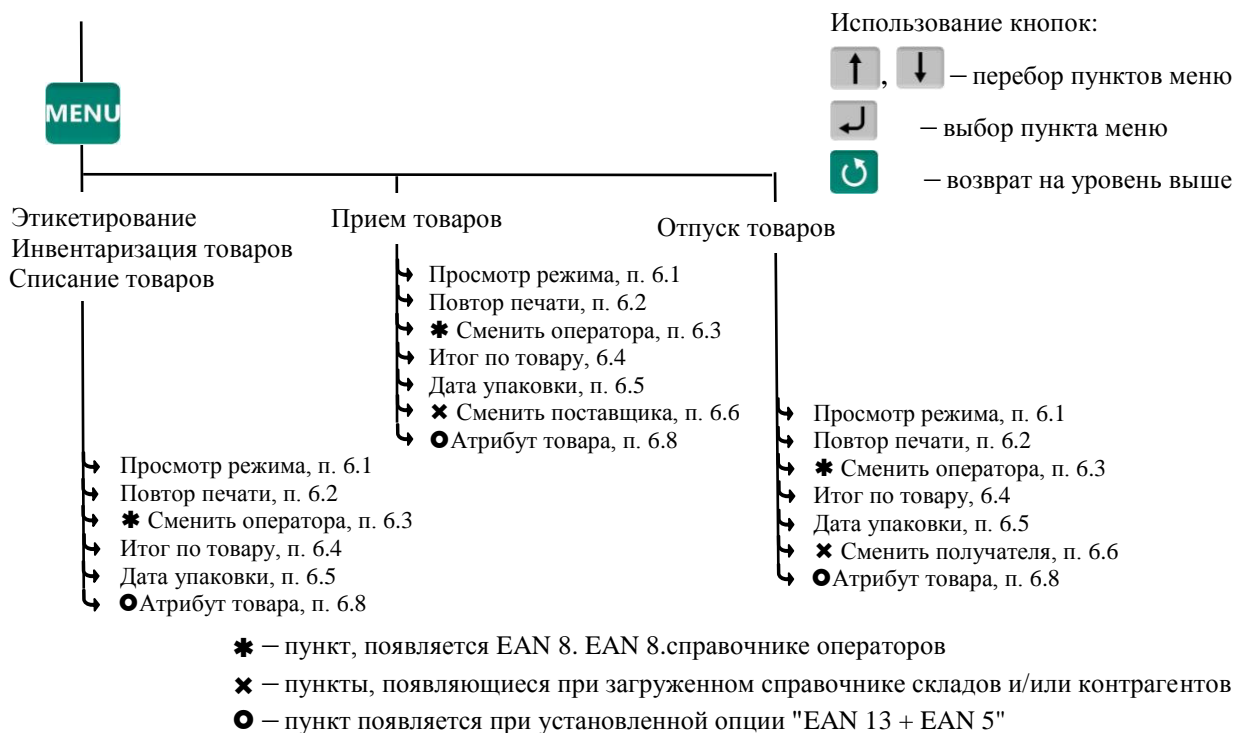 Использование кнопок:
, – перебор пунктов меню
– выбор пункта меню
– возврат на уровень выше
MENU
Этикетирование
Инвентаризация товаров
Списание товаров
Просмотр режима, п. 6.1
Повтор печати, п. 6.2
✱ Сменить оператора, п. 6.3
Итог по товару, п. 6.4
Дата упаковки, п. 6.5
Атрибут товара, п. 6.8
Прием товаров
Просмотр режима, п. 6.1
Повтор печати, п. 6.2
✱ Сменить оператора, п. 6.3
Итог по товару, 6.4
Дата упаковки, п. 6.5
✖ Сменить поставщика, п. 6.6
Атрибут товара, п. 6.8
Отпуск товаров
Просмотр режима, п. 6.1
Повтор печати, п. 6.2
✱ Сменить оператора, п. 6.3
Итог по товару, 6.4
Дата упаковки, п. 6.5
✖ Сменить получателя, п. 6.6
Атрибут товара, п. 6.8
✱ – пункт, появляется EAN 8. EAN 8.справочнике операторов
✖ – пункты, появляющиеся при загруженном справочнике складов и/или контрагентов
– пункт появляется при установленной опции "EAN 13 + EAN 5"